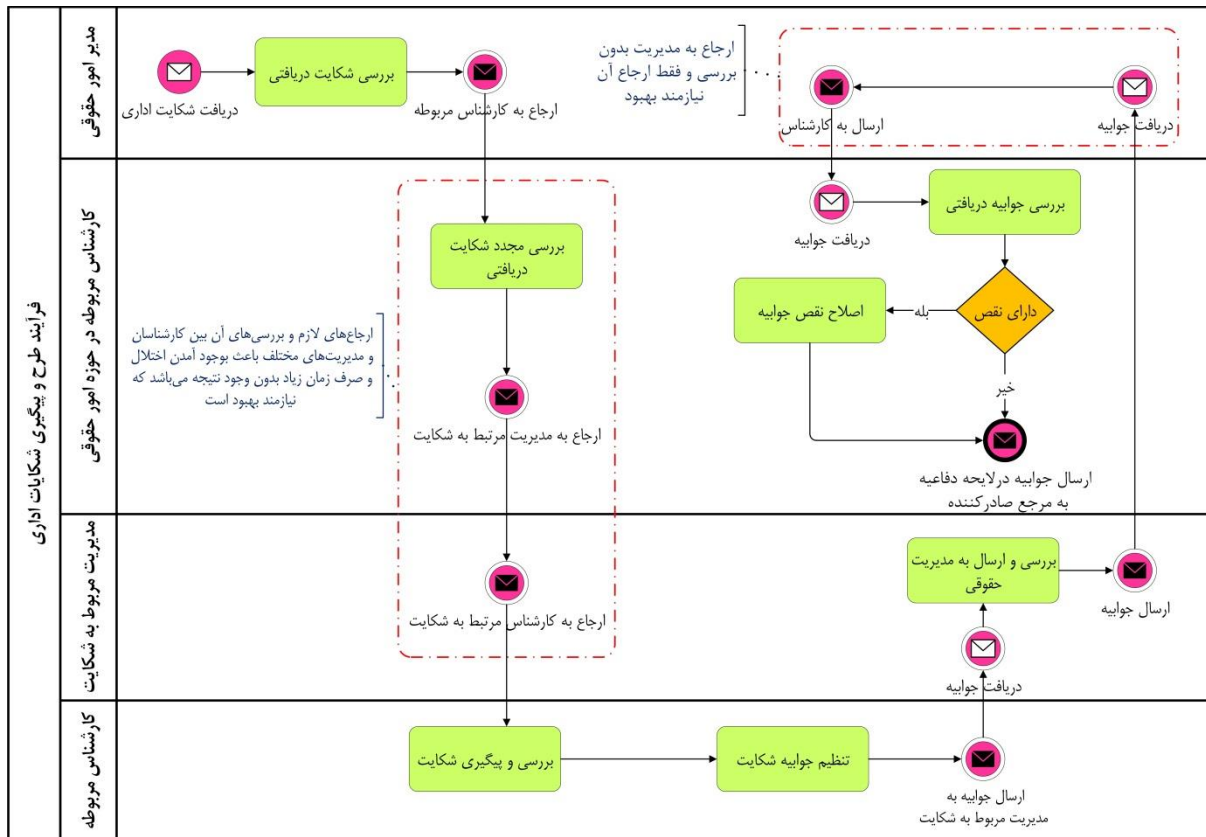 فرآیند طرح و پیگیری شکایات اداری
مدیر امور حقوقی
دریافت شکایت اداری
بررسی شکایت دریافتی
ارجاع به کارشناس مربوطه
ارجاع به مدیریت بدون
بررسی و فقط ارجاع آن
نیازمند بهبود
ارسال به کارشناس
دریافت جوابیه
کارشناس مربوطه در حوزه امور حقوقی
بررسی مجدد شکایت
دریافتی
ارجاع‌های لازم و بررسی‌های آن بین کارشناسان
و مدیریت‌های مختلف باعث بوجود آمدن اختلال
و صرف زمان زیاد بدون وجود نتیجه می‌باشد که
نیازمند بهبود است
ارجاع به مدیریت مرتبط به شکایت
دریافت جوابیه
بررسی جوابیه دریافتی
دارای نقص
بله
اصلاح نقص جوابیه
خیر
ارسال جوابیه درلایحه دفاعیه
به مرجع صادرکننده
مدیریت مربوط به شکایت
ارجاع به کارشناس مرتبط به شکایت
بررسی و ارسال به مدیریت
حقوقی
ارسال جوابیه
دریافت جوابیه
کارشناس مربوطه
بررسی و پیگیری شکایت
تنظیم جوابیه شکایت
ارسال جوابیه به
مدیریت مربوط به شکایت